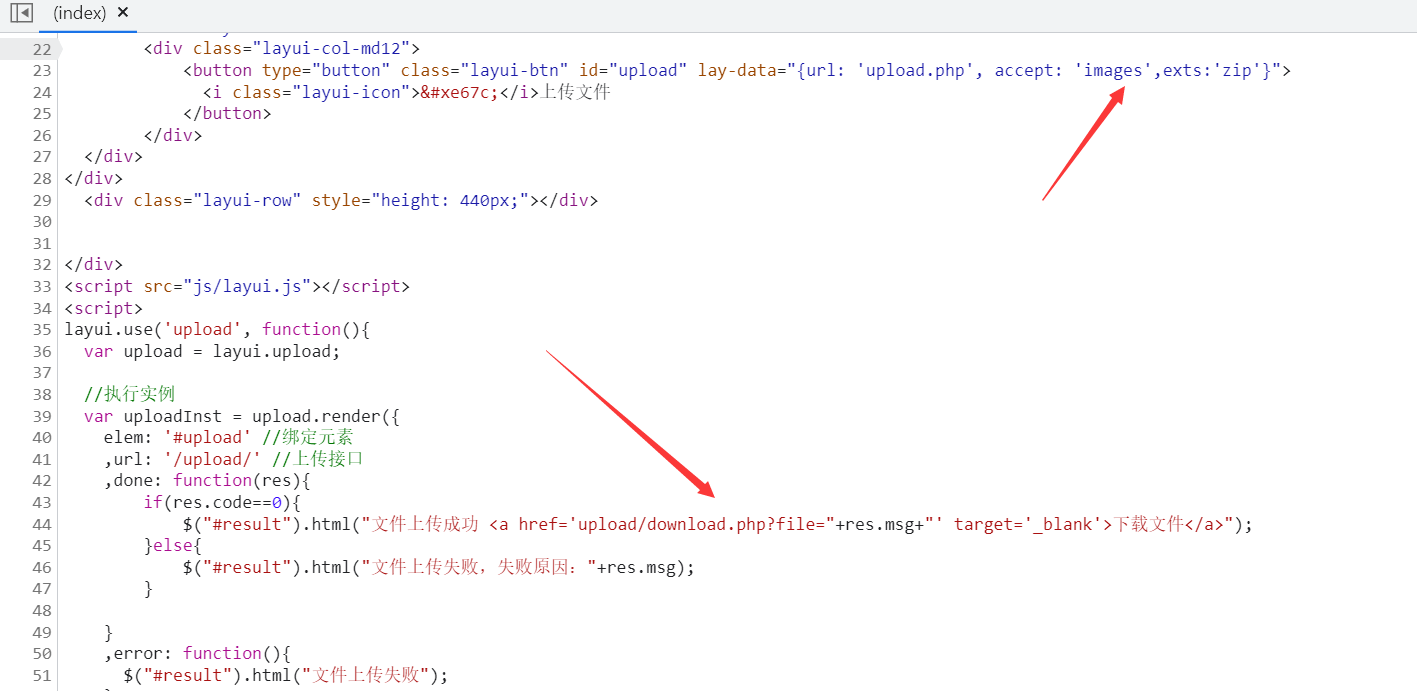 (index) ×
22 <div class="layui-col-md12">
23 <button type="button" class="layui-btn" id="upload" lay-data="{url: 'upload.php', accept: 'images',exts:'zip'}">
24 <i class="layui-icon">&#xe67c;</i>上传文件
25 </button>
26 </div>
27 </div>
28 </div>
29 <div class="layui-row" style="height: 440px;"></div>
30
31
32 </div>
33 <script src="js/layui.js"></script>
34 <script>
35 layui.use('upload', function(){
36 var upload = layui.upload;
37
38 //执行实例
39 var uploadInst = upload.render({
40 elem: '#upload' //绑定元素
41 ,url: '/upload/' //上传接口
42 ,done: function(res){
43 if(res.code==0){
44 $("#result").html("文件上传成功 <a href='upload/download.php?file="+res.msg+"' target='_blank'>下载文件</a>");
45 }else{
46 $("#result").html("文件上传失败，失败原因："+res.msg);
47 }
48
49 }
50 ,error: function(){
51 $("#result").html("文件上传失败");